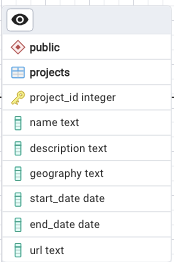 public
projects
project_id integer
name text
description text
geography text
start_date date
end_date date
url text